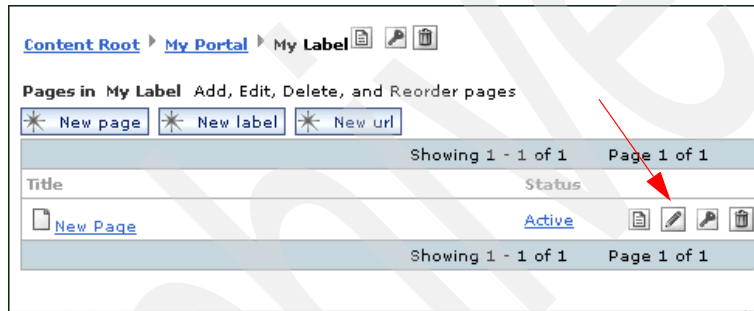 Content Root My Portal My Label
Pages in My Label Add, Edit, Delete, and Reorder pages
New page New label New url
Showing 1 - 1 of 1 Page 1 of 1
Title Status
New Page Active
Showing 1 - 1 of 1 Page 1 of 1